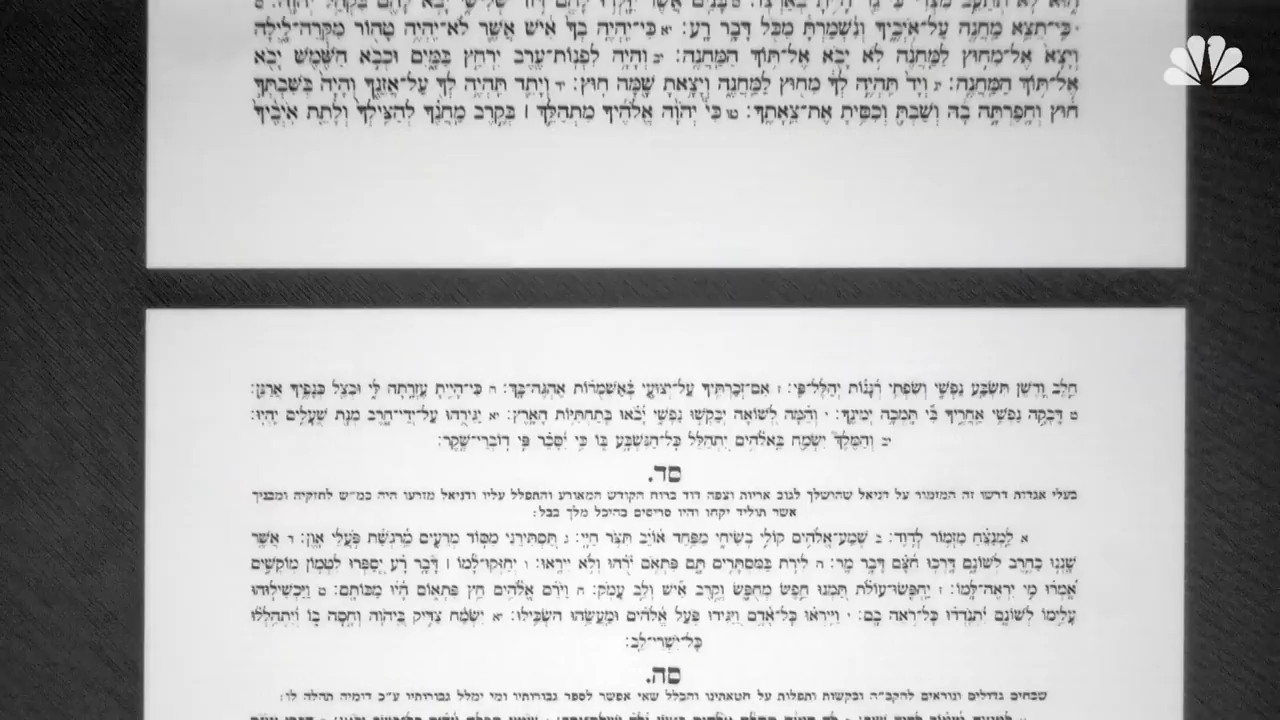 כִּי־תֵצֵא מַחֲנֶה עַל־אֹיְבֶיךָ וְנִשְׁמַרְתָּ מִכֹּל דָּבָר רָע: יא כִּי־יִהְיֶה בְךָ אִישׁ אֲשֶׁר לֹא־יִהְיֶה טָהוֹר מִקְּרֵה־לָיְלָה
וְיָצָא אֶל־מִחוּץ לַמַּחֲנֶה לֹא יָבֹא אֶל־תּוֹךְ הַמַּחֲנֶה: יב וְהָיָה לִפְנוֹת־עֶרֶב יִרְחַץ בַּמָּיִם וּכְבֹא הַשֶּׁמֶשׁ יָבֹא
אֶל־תּוֹךְ הַמַּחֲנֶה: יג וְיָד תִּהְיֶה לְךָ מִחוּץ לַמַּחֲנֶה וְיָצָאתָ שָׁמָּה חוּץ: יד וְיָתֵד תִּהְיֶה לְךָ עַל־אֲזֵנֶךָ וְהָיָה בְּשִׁבְתְּךָ
חוּץ וְחָפַרְתָּה בָהּ וְשַׁבְתָּ וְכִסִּיתָ אֶת־צֵאָתֶךָ: טו כִּי יְהֹוָה אֱלֹהֶיךָ מִתְהַלֵּךְ ׀ בְּקֶרֶב מַחֲנֶךָ לְהַצִּילְךָ וְלָתֵת אֹיְבֶיךָ
חֵלֶב וָדֶשֶׁן תִּשְׂבַּע נַפְשִׁי וְשִׂפְתֵי רְנָנוֹת יְהַלֶּל־פִּי: ז אִם־זְכַרְתִּיךָ עַל־יְצוּעָי בְּאַשְׁמֻרוֹת אֶהְגֶּה־בָּךְ: ח כִּי־הָיִיתָ עֶזְרָתָה לִּי וּבְצֵל כְּנָפֶיךָ אֲרַנֵּן:
ט דָּבְקָה נַפְשִׁי אַחֲרֶיךָ בִּי תָּמְכָה יְמִינֶךָ: י וְהֵמָּה לְשׁוֹאָה יְבַקְשׁוּ נַפְשִׁי יָבֹאוּ בְּתַחְתִּיּוֹת הָאָרֶץ: יא יַגִּירֻהוּ עַל־יְדֵי־חָרֶב מְנָת שֻׁעָלִים יִהְיוּ:
יב וְהַמֶּלֶךְ יִשְׂמַח בֵּאלֹהִים יִתְהַלֵּל כָּל־הַנִּשְׁבָּע בּוֹ כִּי יִסָּכֵר פִּי דוֹבְרֵי־שָׁקֶר:
סד.
בעלי אגדות דרשו זה המזמור על דניאל שהושלך לגוב אריות וצפה דוד ברוח הקודש המאורע והתפלל עליו ודניאל מזרעו היה כמ״ש לחזקיה ומבניך
אשר תוליד יקחו והיו סריסים בהיכל מלך בבל:
א לַמְנַצֵּחַ מִזְמוֹר לְדָוִד: ב שְׁמַע־אֱלֹהִים קוֹלִי בְשִׂיחִי מִפַּחַד אוֹיֵב תִּצֹּר חַיָּי: ג תַּסְתִּירֵנִי מִסּוֹד מְרֵעִים מֵרִגְשַׁת פֹּעֲלֵי אָוֶן: ד אֲשֶׁר
שָׁנְנוּ כַחֶרֶב לְשׁוֹנָם דָּרְכוּ חִצָּם דָּבָר מָר: ה לִירֹת בַּמִּסְתָּרִים תָּם פִּתְאֹם יֹרֻהוּ וְלֹא יִירָאוּ: ו יְחַזְּקוּ־לָמוֹ ׀ דָּבָר רָע יְסַפְּרוּ לִטְמוֹן מוֹקְשִׁים
אָמְרוּ מִי יִרְאֶה־לָּמוֹ: ז יַחְפְּשׂוּ־עוֹלֹת תַּמְנוּ חֵפֶשׂ מְחֻפָּשׂ וְקֶרֶב אִישׁ וְלֵב עָמֹק: ח וַיֹּרֵם אֱלֹהִים חֵץ פִּתְאוֹם הָיוּ מַכּוֹתָם: ט וַיַּכְשִׁילוּהוּ
עָלֵימוֹ לְשׁוֹנָם יִתְנֹדֲדוּ כָּל־רֹאֵה בָם: י וַיִּירְאוּ כָּל־אָדָם וַיַּגִּידוּ פֹּעַל אֱלֹהִים וּמַעֲשֵׂהוּ הִשְׂכִּילוּ: יא יִשְׂמַח צַדִּיק בַּיהֹוָה וְחָסָה בוֹ וְיִתְהַלְלוּ
כָּל־יִשְׁרֵי־לֵב:
סה.
שבחים גדולים ונוראים להקב״ה ובקשות ותפלות על חטאתינו והכלל שאי אפשר לספר גבורותיו ומי ימלל גבורותיו ע״כ דומיה תהלה לו: